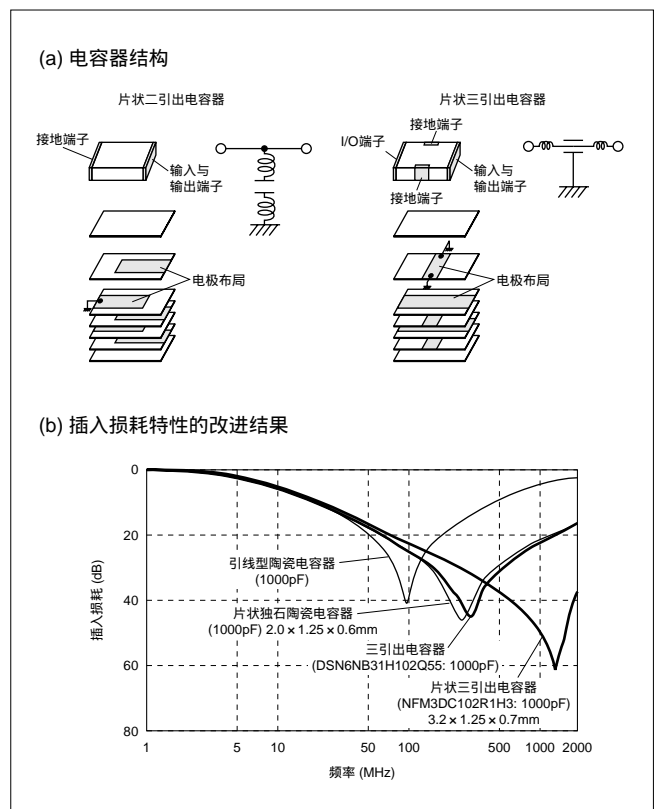 (a) 电容器结构
片状二引出电容器
接地端子
输入与
输出端子
电极布局
片状三引出电容器
接地端子
I/O端子
输入与
输出端子
接地端子
电极布局
(b) 插入损耗特性的改进结果
插入损耗 (dB)
0
20
40
60
80
引线型陶瓷电容器
(1000pF)
片状独石陶瓷电容器
(1000pF) 2.0×1.25×0.6mm
三引出电容器
(DSN6NB31H102Q55: 1000pF)
片状三引出电容器
(NFM3DC102R1H3: 1000pF)
3.2×1.25×0.7mm
1 5 10 50 100 500 1000 2000
频率 (MHz)